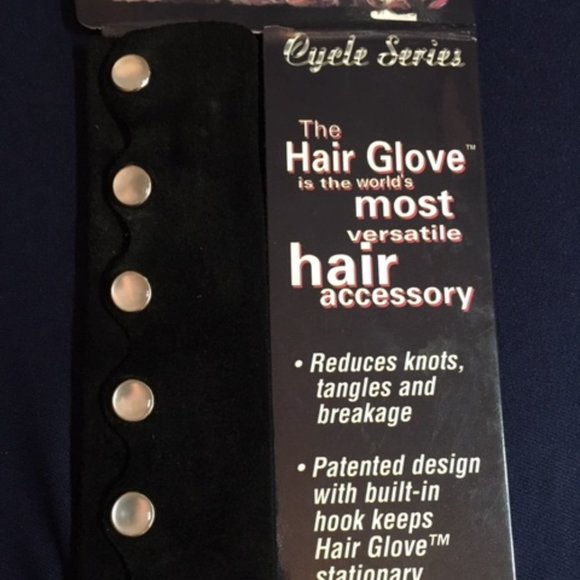 Cycle Series
The
Hair Glove™
is the world's
most
versatile
hair
accessory
• Reduces knots,
tangles and
breakage
• Patented design
with built-in
hook keeps
Hair Glove™
stationary